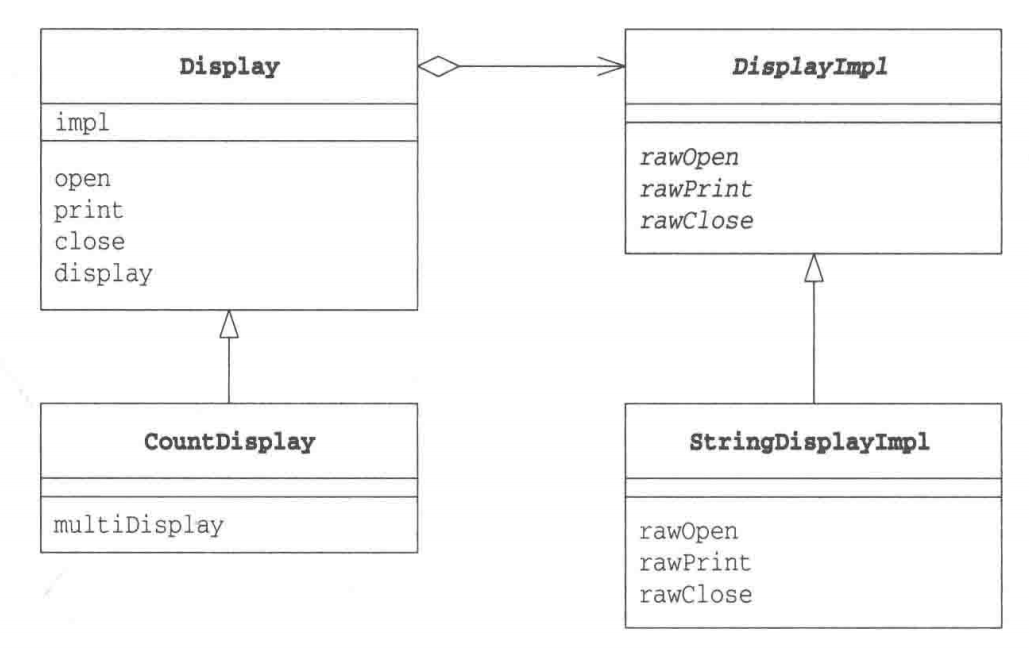 Display
impl
open
print
close
display
DisplayImpl
rawOpen
rawPrint
rawClose
CountDisplay
multiDisplay
StringDisplayImpl
rawOpen
rawPrint
rawClose